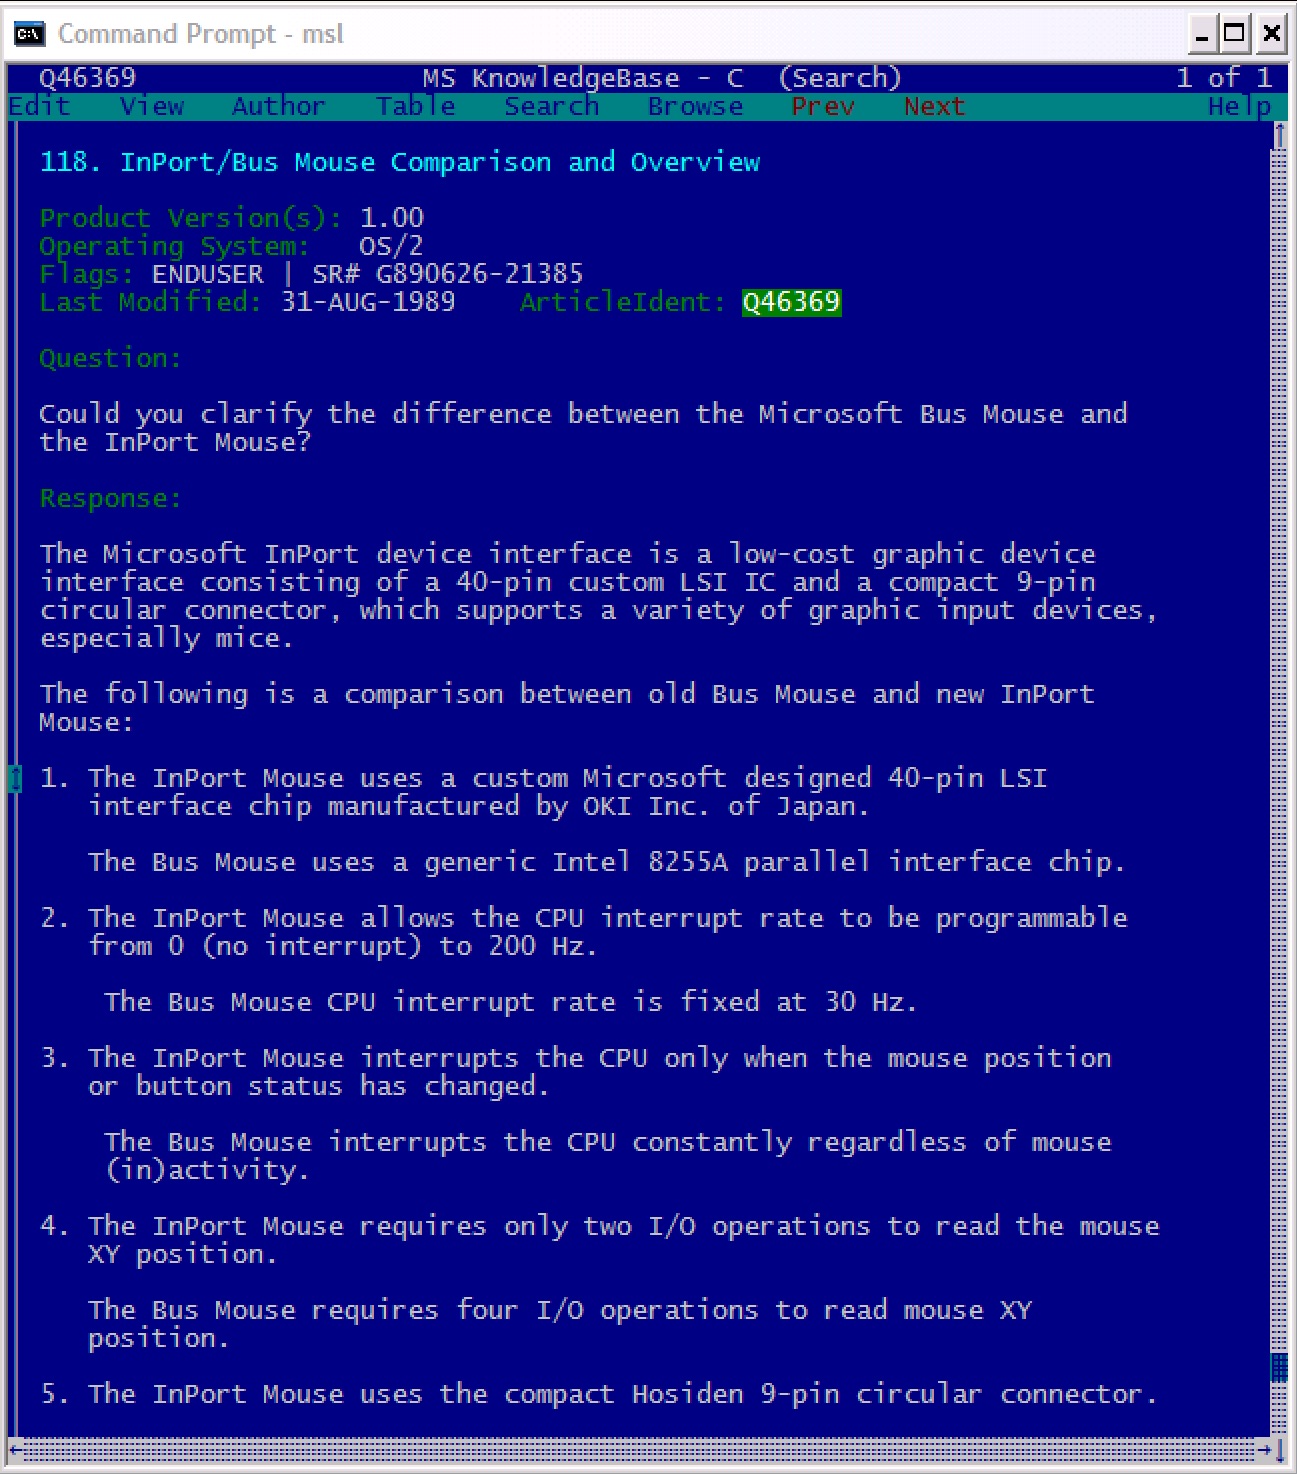 Command Prompt - msl
Q46369 MS KnowledgeBase - C (Search) 1 of 1
Edit View Author Table Search Browse Prev Next Help
118. InPort/Bus Mouse Comparison and Overview
Product Version(s): 1.00
Operating System: OS/2
Flags: ENDUSER | SR# G890626-21385
Last Modified: 31-AUG-1989 ArticleIdent: Q46369
Question:
Could you clarify the difference between the Microsoft Bus Mouse and
the InPort Mouse?
Response:
The Microsoft InPort device interface is a low-cost graphic device
interface consisting of a 40-pin custom LSI IC and a compact 9-pin
circular connector, which supports a variety of graphic input devices,
especially mice.
The following is a comparison between old Bus Mouse and new InPort
Mouse:
1. The InPort Mouse uses a custom Microsoft designed 40-pin LSI
interface chip manufactured by OKI Inc. of Japan.
The Bus Mouse uses a generic Intel 8255A parallel interface chip.
2. The InPort Mouse allows the CPU interrupt rate to be programmable
from 0 (no interrupt) to 200 Hz.
The Bus Mouse CPU interrupt rate is fixed at 30 Hz.
3. The InPort Mouse interrupts the CPU only when the mouse position
or button status has changed.
The Bus Mouse interrupts the CPU constantly regardless of mouse
(in)activity.
4. The InPort Mouse requires only two I/O operations to read the mouse
XY position.
The Bus Mouse requires four I/O operations to read mouse XY
position.
5. The InPort Mouse uses the compact Hosiden 9-pin circular connector.